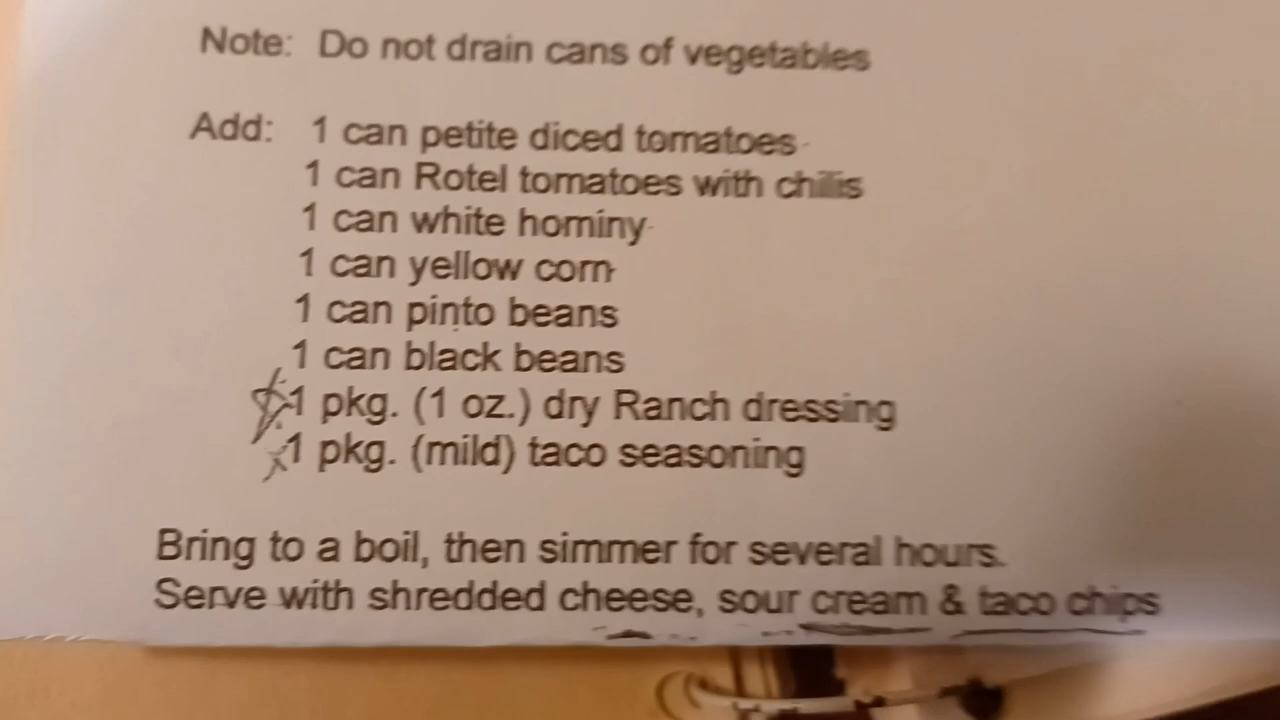 Note: Do not drain cans of vegetables
Add: 1 can petite diced tomatoes
1 can Rotel tomatoes with chilis
1 can white hominy
1 can yellow corn
1 can pinto beans
1 can black beans
1 pkg. (1 oz.) dry Ranch dressing
1 pkg. (mild) taco seasoning
Bring to a boil, then simmer for several hours.
Serve with shredded cheese, sour cream & taco chips